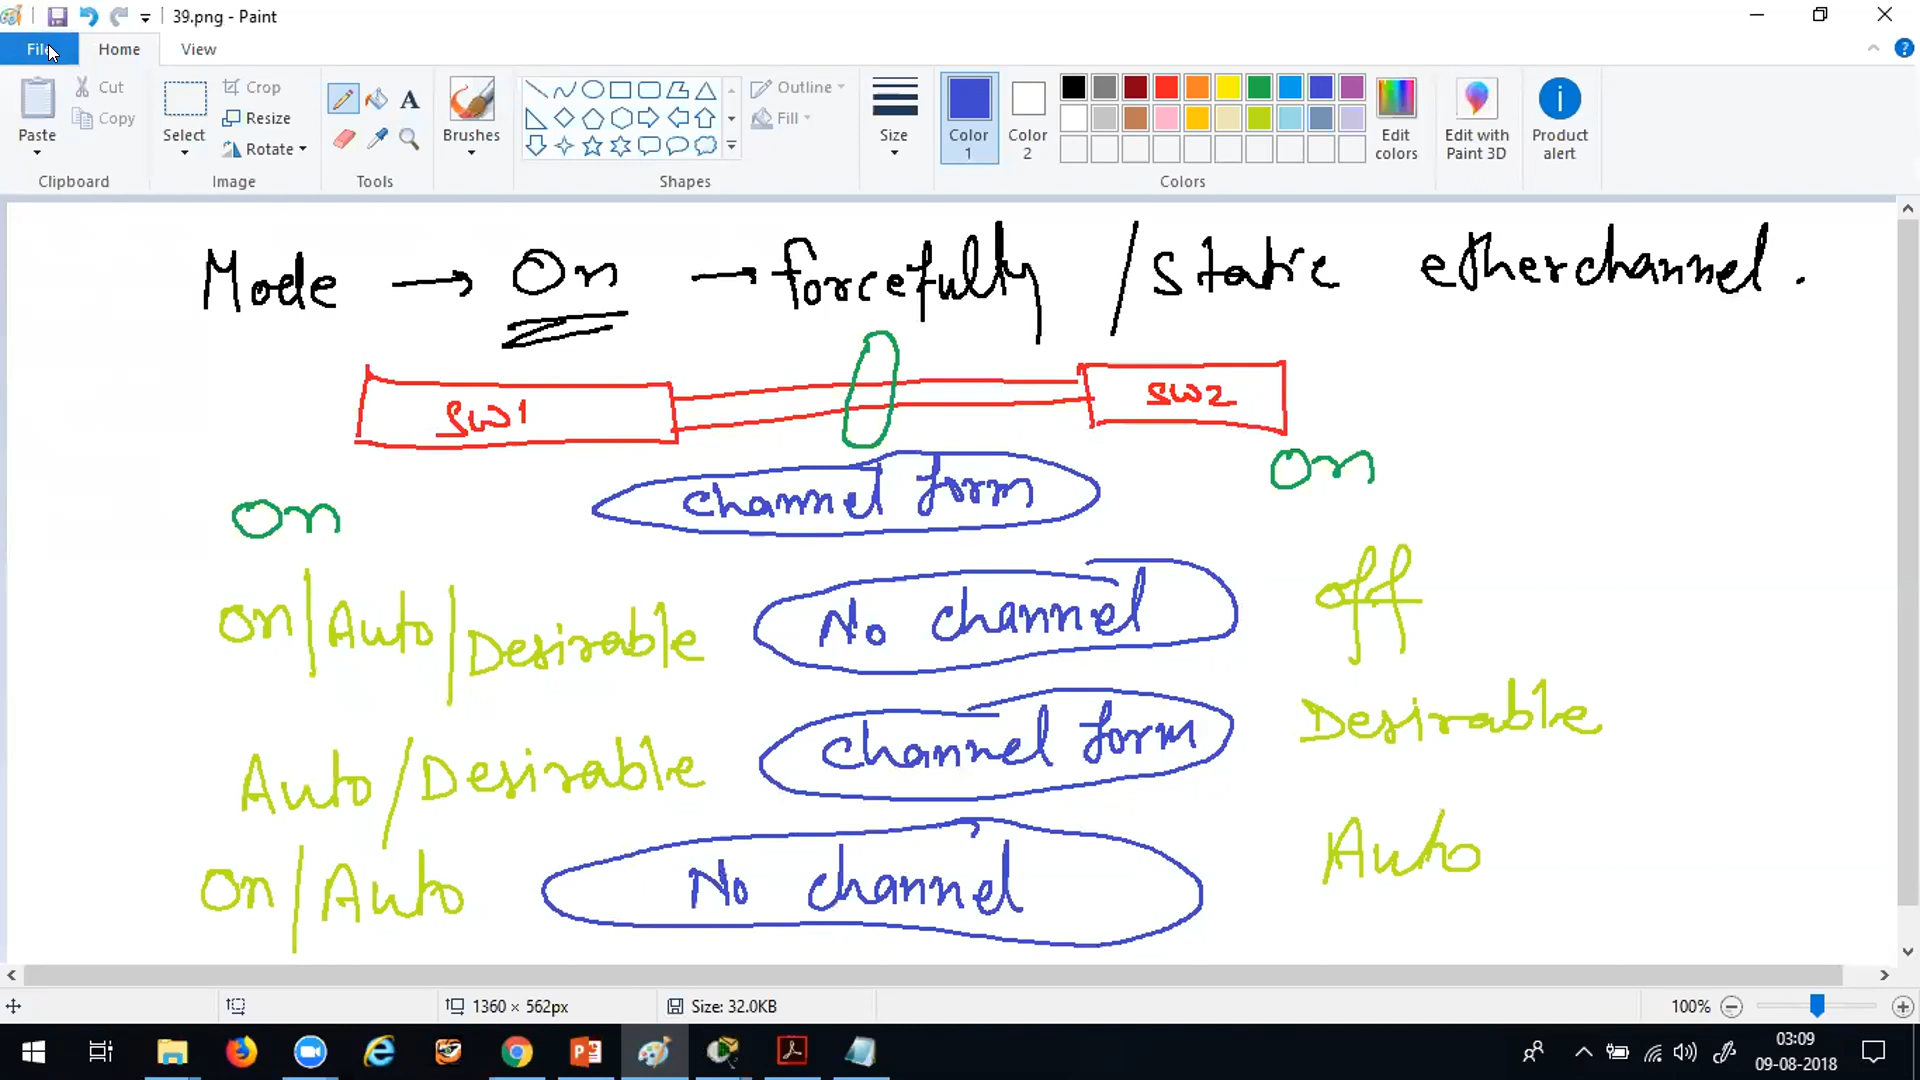 39.png - Paint
File Home View
Paste Cut Copy Clipboard
Select Crop Resize Rotate Image
Tools
Brushes
Outline Fill Shapes
Size
Color 1 Color 2 Edit colors Colors
Edit with Paint 3D
Product alert
Mode → On → forcefully / Static etherchannel.
SW1 SW2
On channel form On
On|Auto|Desirable No channel off
Auto/Desirable channel form Desirable
On|Auto No channel Auto
1360 × 562px Size: 32.0KB 100%
03:09
09-08-2018